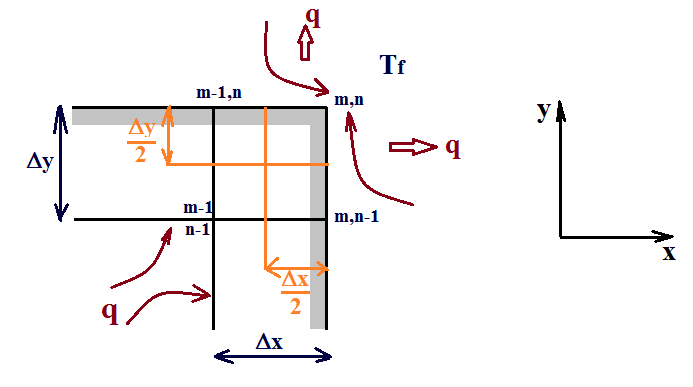 q
Tf
m-1,n
m,n
Δy
Δy
2
q
y
x
m-1
n-1
m,n-1
q
Δx
2
Δx